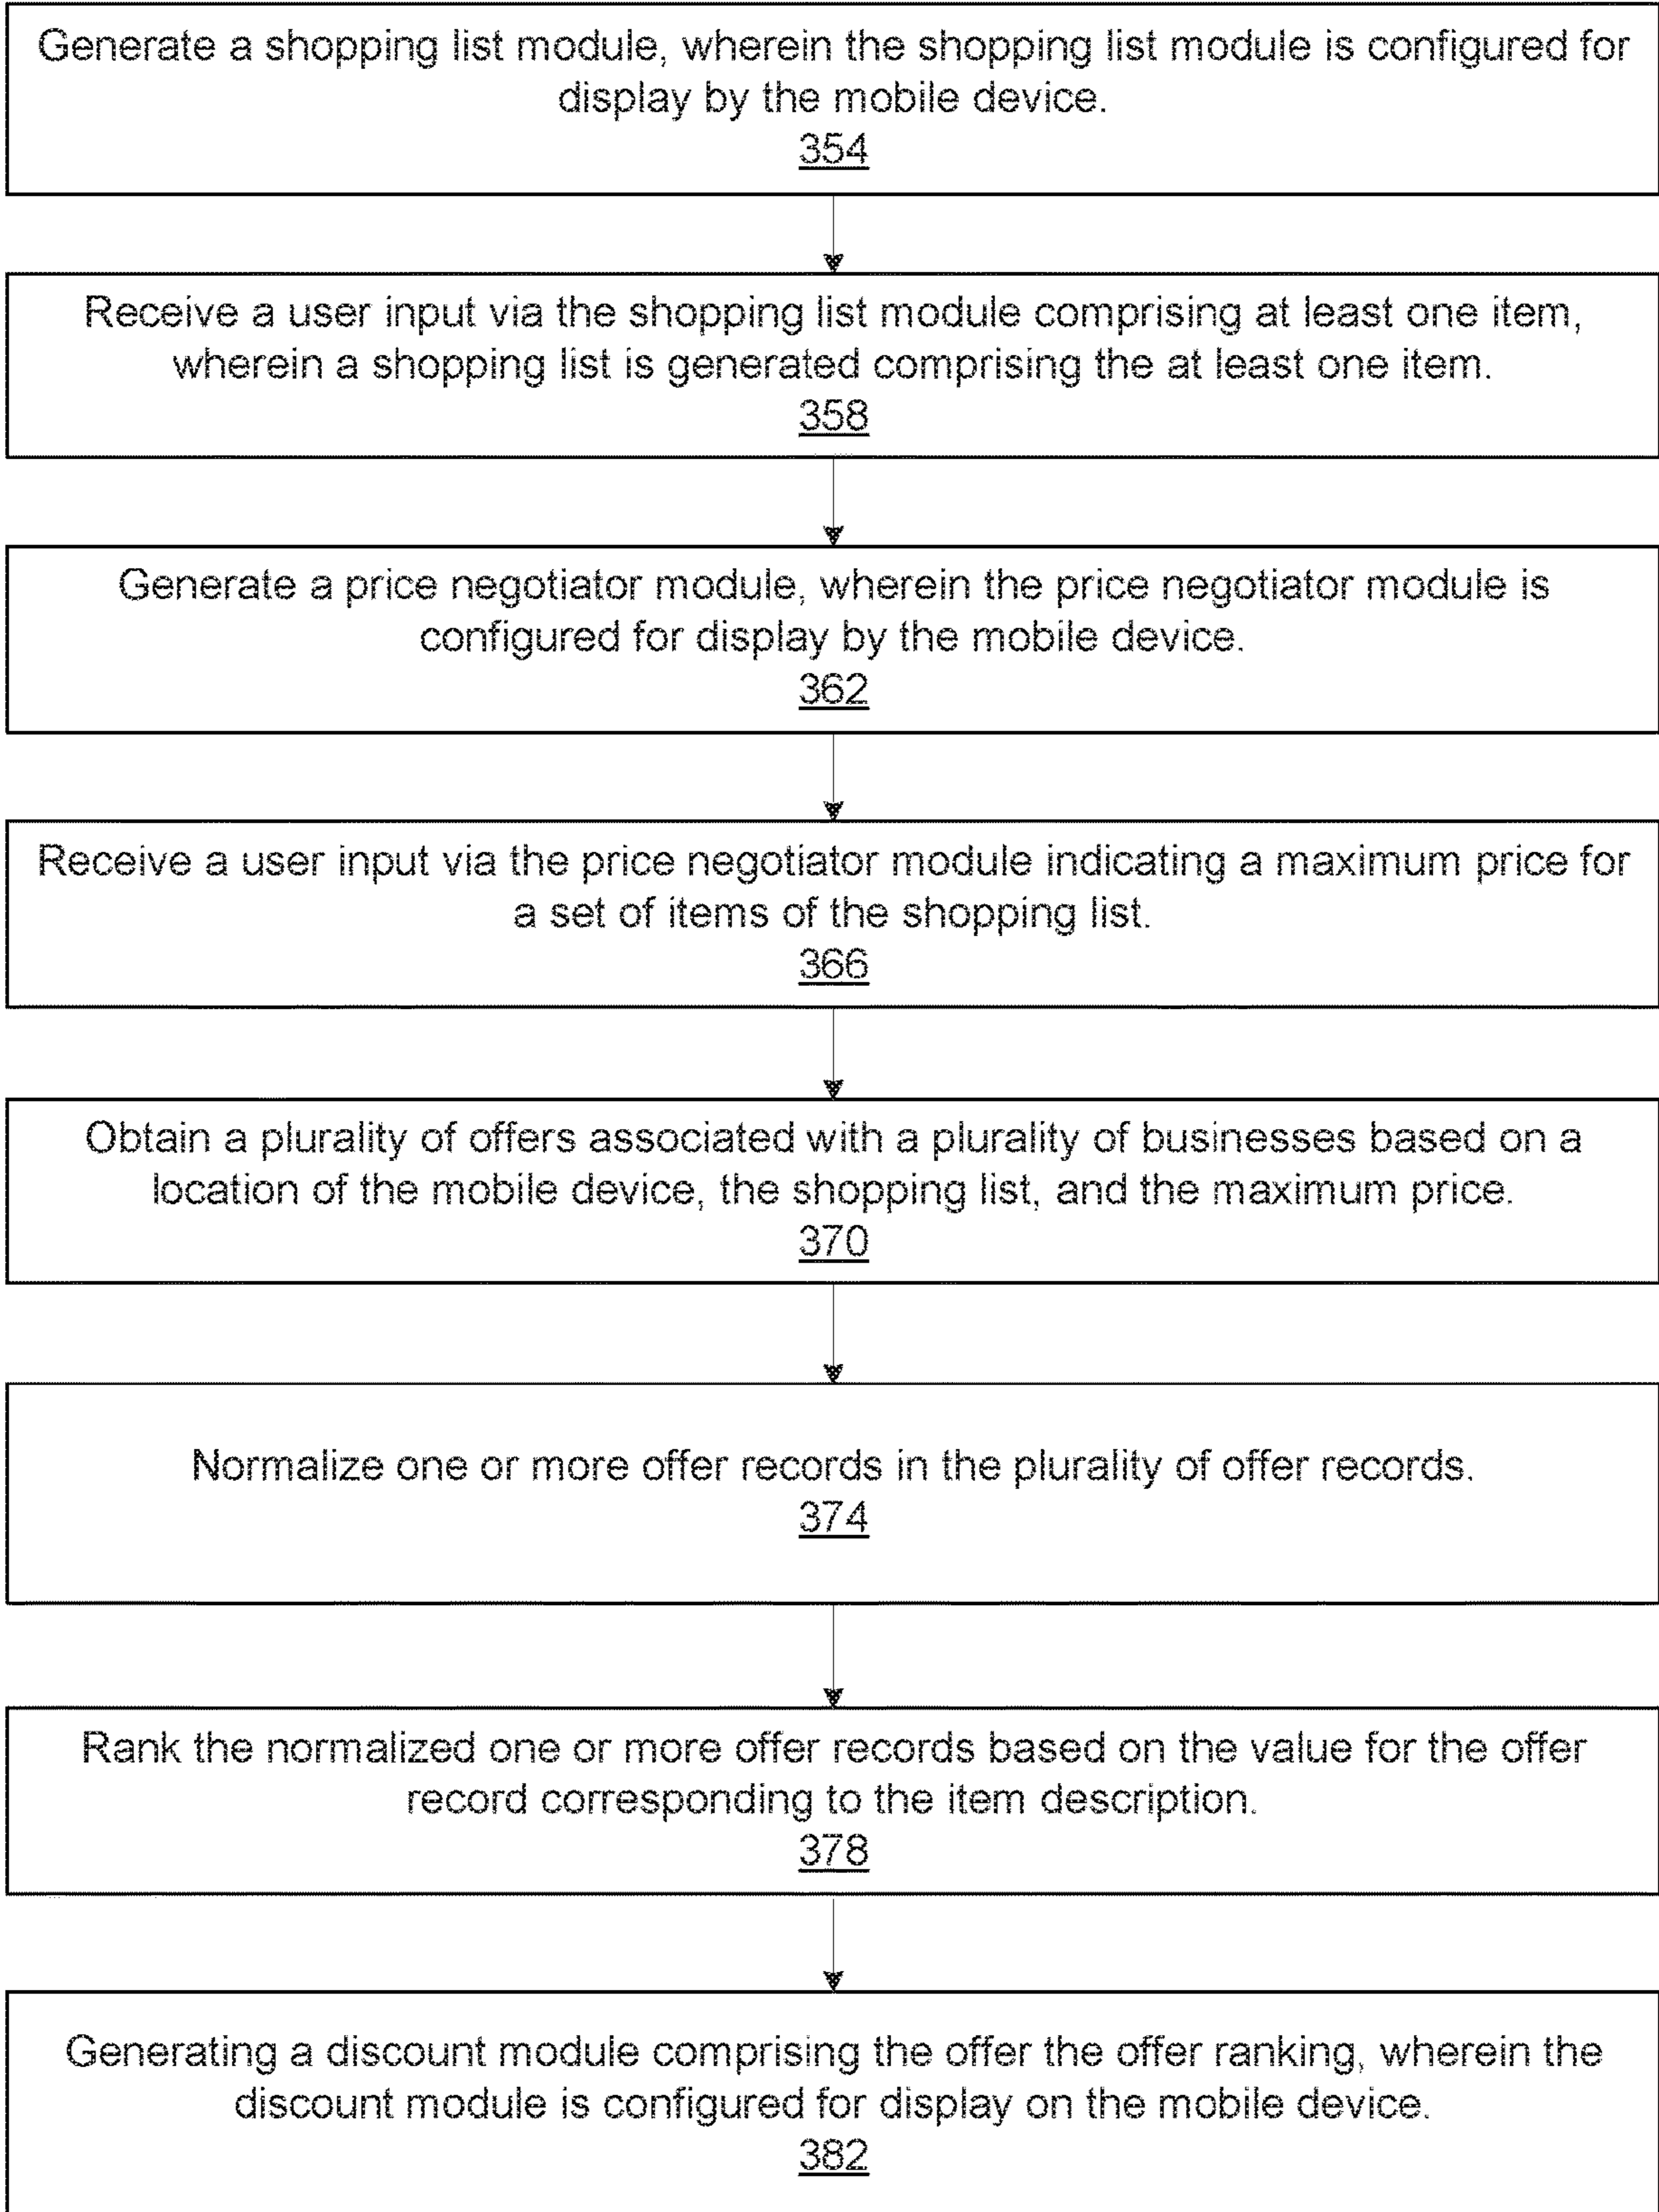 Generate a shopping list module, wherein the shopping list module is configured for
display by the mobile device.
354
Receive a user input via the shopping list module comprising at least one item,
wherein a shopping list is generated comprising the at least one item.
358
Generate a price negotiator module, wherein the price negotiator module is
configured for display by the mobile device.
362
Receive a user input via the price negotiator module indicating a maximum price for
a set of items of the shopping list.
366
Obtain a plurality of offers associated with a plurality of businesses based on a
location of the mobile device, the shopping list, and the maximum price.
370
Normalize one or more offer records in the plurality of offer records.
374
Rank the normalized one or more offer records based on the value for the offer
record corresponding to the item description.
378
Generating a discount module comprising the offer the offer ranking, wherein the
discount module is configured for display on the mobile device.
382